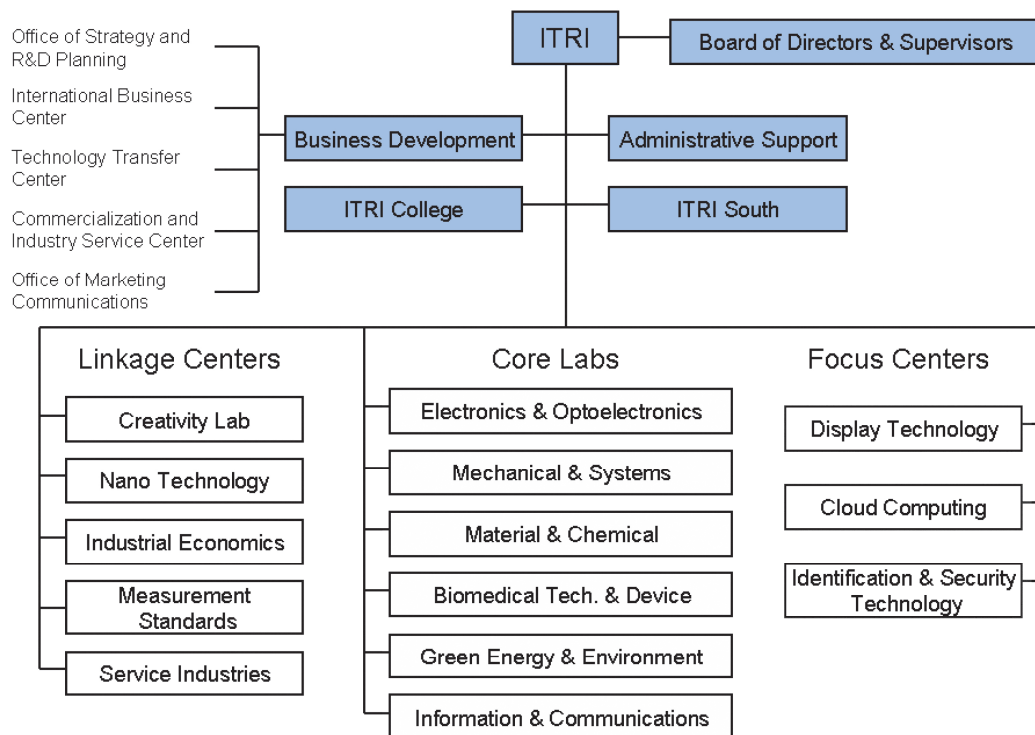 ITRI
Board of Directors & Supervisors
Office of Strategy and
R&D Planning
International Business
Center
Technology Transfer
Center
Commercialization and
Industry Service Center
Office of Marketing
Communications
Business Development
Administrative Support
ITRI College
ITRI South
Linkage Centers
Creativity Lab
Nano Technology
Industrial Economics
Measurement
Standards
Service Industries
Core Labs
Electronics & Optoelectronics
Mechanical & Systems
Material & Chemical
Biomedical Tech. & Device
Green Energy & Environment
Information & Communications
Focus Centers
Display Technology
Cloud Computing
Identification & Security
Technology